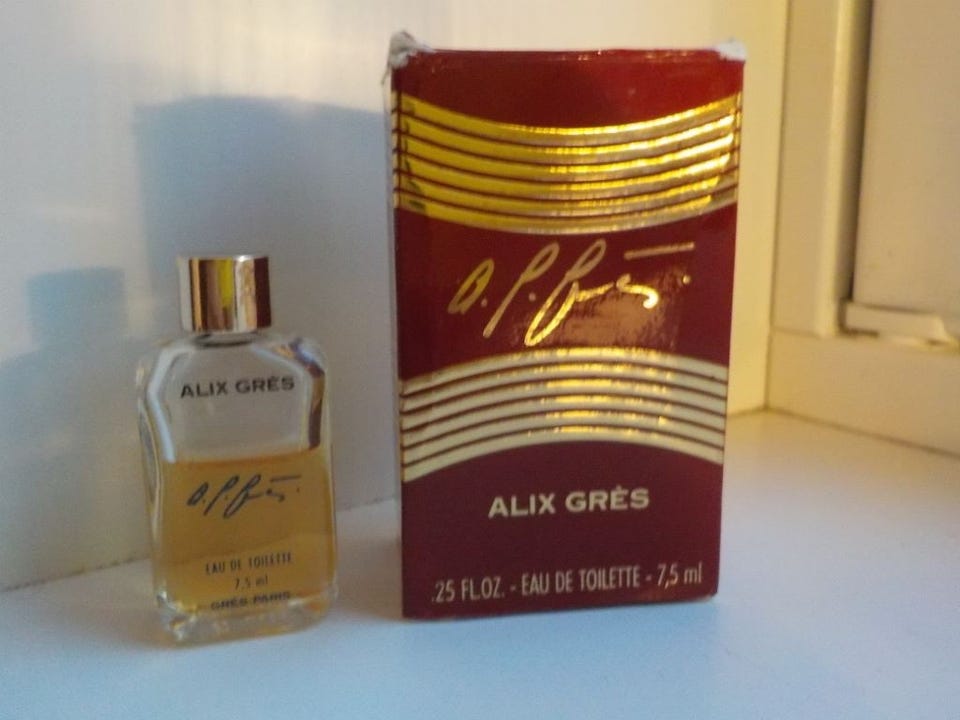 ALIX GRÈS
EAU DE TOILETTE
7,5 ml
GRÈS PARIS
ALIX GRÈS
.25 FL.OZ. - EAU DE TOILETTE - 7,5 ml